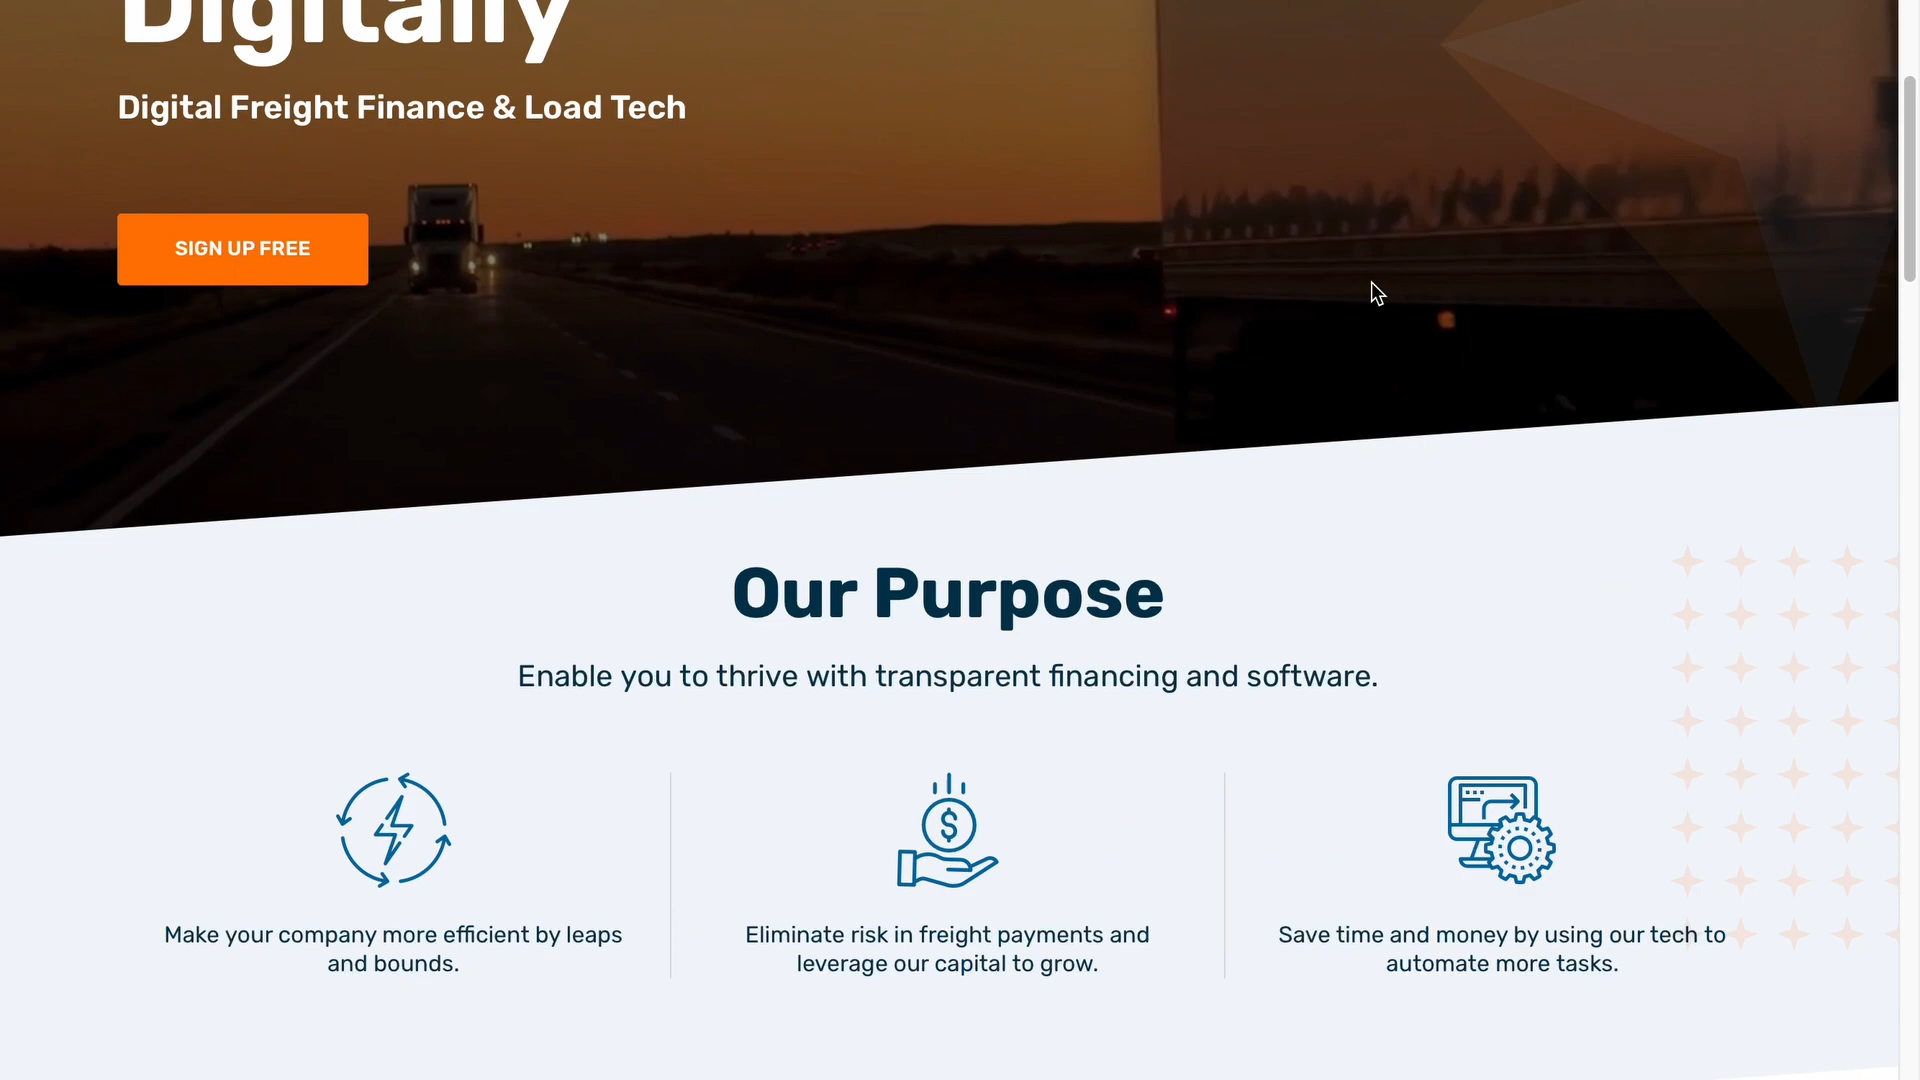 Digitally
Digital Freight Finance & Load Tech
SIGN UP FREE
Our Purpose
Enable you to thrive with transparent financing and software.
Make your company more efficient by leaps
and bounds.
Eliminate risk in freight payments and
leverage our capital to grow.
Save time and money by using our tech to
automate more tasks.